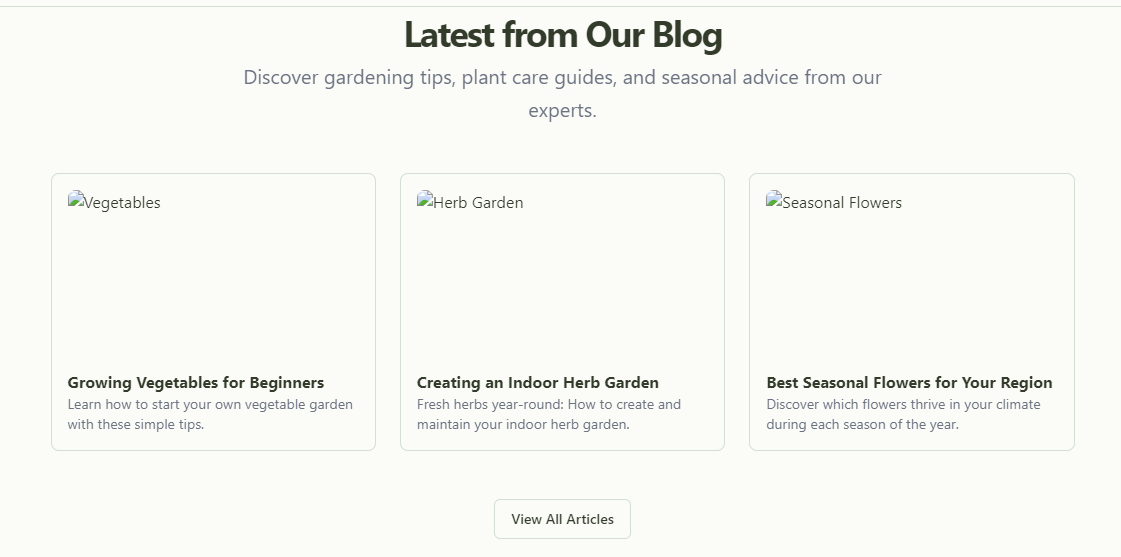 Latest from Our Blog
Discover gardening tips, plant care guides, and seasonal advice from our
experts.
Vegetables
Herb Garden
Seasonal Flowers
Growing Vegetables for Beginners
Learn how to start your own vegetable garden
with these simple tips.
Creating an Indoor Herb Garden
Fresh herbs year-round: How to create and
maintain your indoor herb garden.
Best Seasonal Flowers for Your Region
Discover which flowers thrive in your climate
during each season of the year.
View All Articles